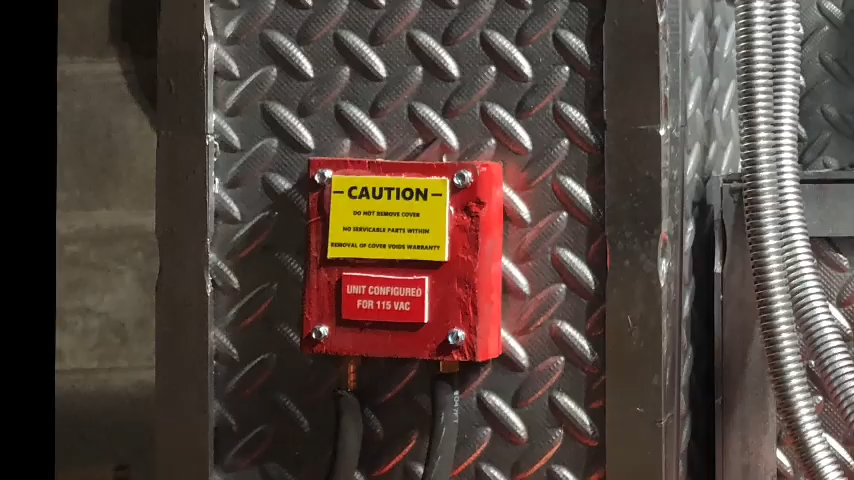 CAUTION
DO NOT REMOVE COVER
NO SERVICABLE PARTS WITHIN
REMOVAL OF COVER VOIDS WARRANTY
UNIT CONFIGURED
FOR 115 VAC